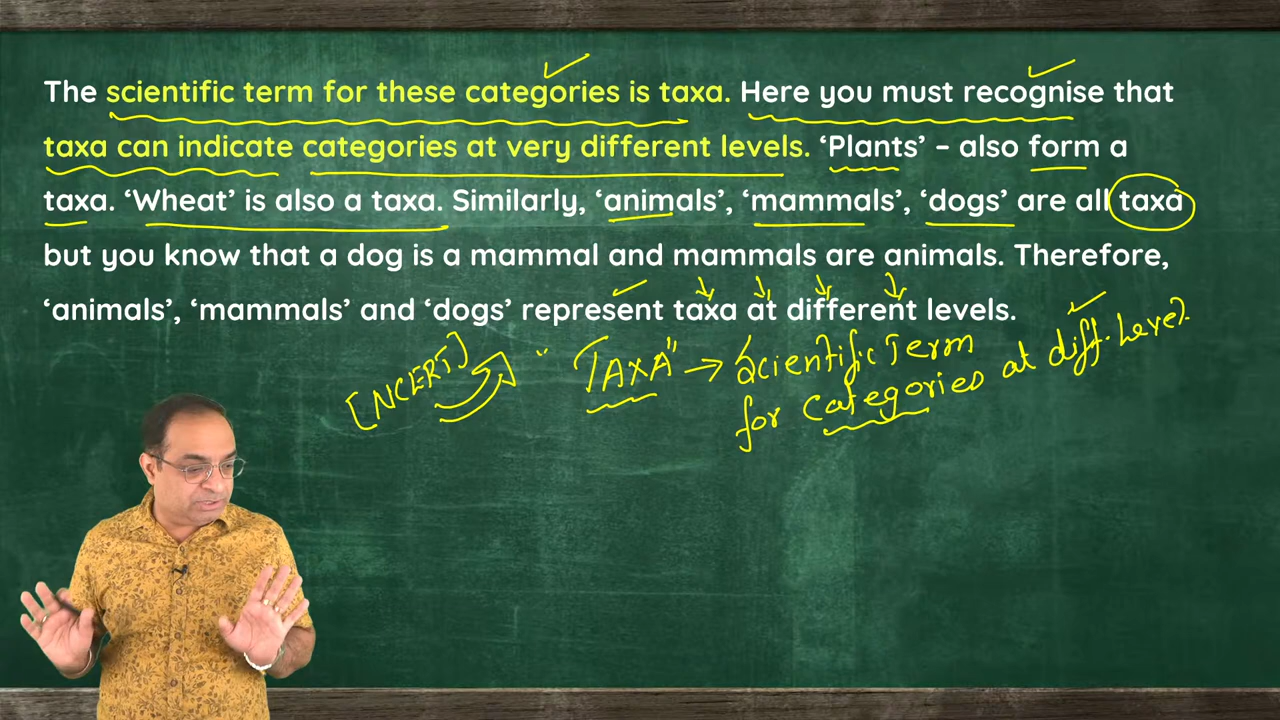 The scientific term for these categories is taxa. Here you must recognise that
taxa can indicate categories at very different levels. ‘Plants’ – also form a
taxa. ‘Wheat’ is also a taxa. Similarly, ‘animals’, ‘mammals’, ‘dogs’ are all taxa
but you know that a dog is a mammal and mammals are animals. Therefore,
‘animals’, ‘mammals’ and ‘dogs’ represent taxa at different levels.
[NCERT] "TAXA" → Scientific Term
for categories at diff. level.